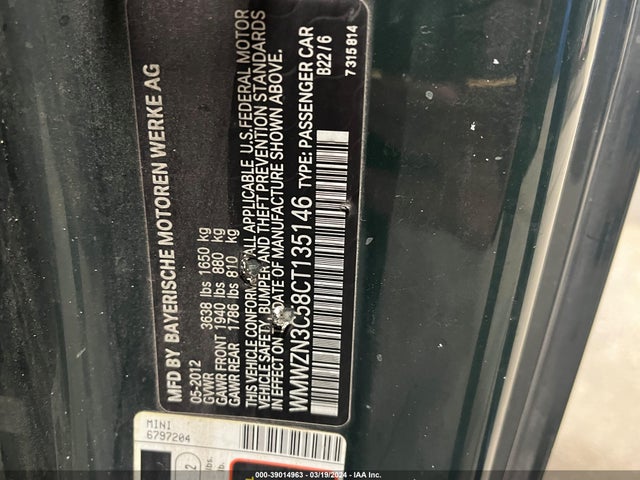 MFD BY BAYERISCHE MOTOREN WERKE AG
05-2012
GVWR 3638 lbs 1650 kg
GAWR FRONT 1940 lbs 880 kg
GAWR REAR 1786 lbs 810 kg
THIS VEHICLE CONFORMS ALL APPLICABLE U.S. FEDERAL MOTOR
VEHICLE SAFETY, BUMPER AND THEFT PREVENTION STANDARDS
IN EFFECT ON DATE OF MANUFACTURE SHOWN ABOVE.
WMWZN3C58CT135146 TYPE: PASSENGER CAR
B22 / 6
7 315 814
MINI
6797204
2
lbs.
000-39014963 - 03/19/2024 - IAA Inc.